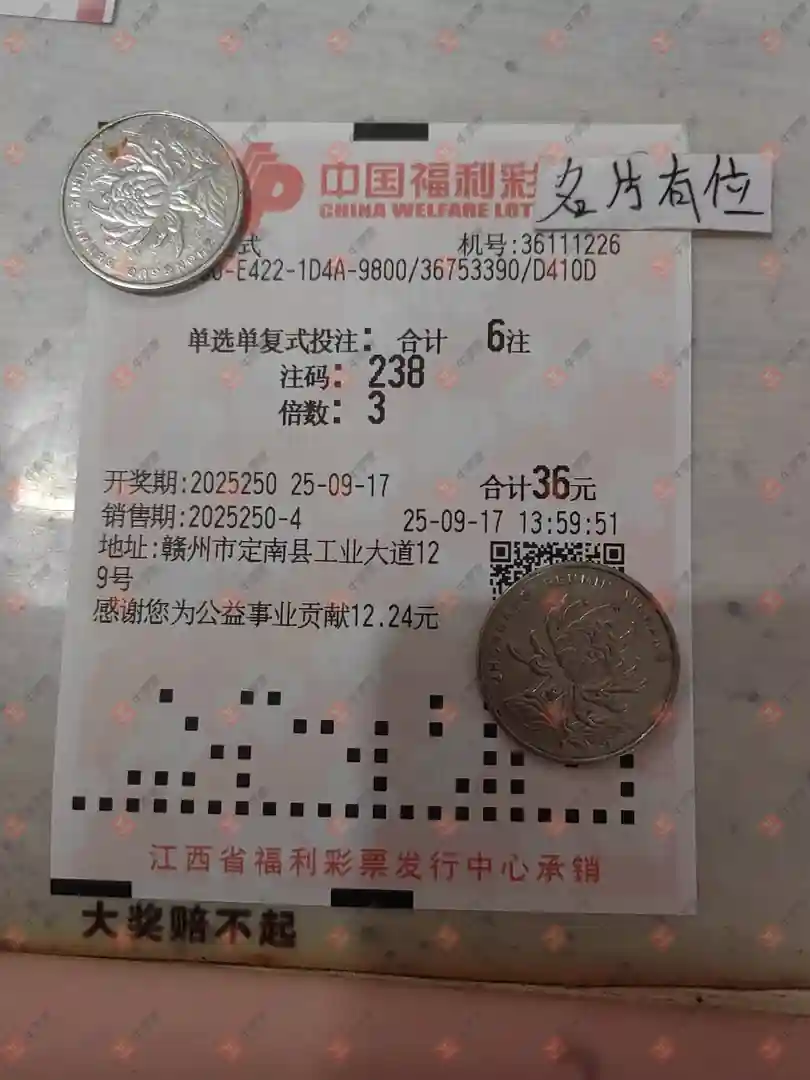 中国福利彩
CHINA WELFARE LOT
名片有位
式
机号:36111226
-E422-1D4A-9800/36753390/D410D
单选单复式投注: 合计 6注
注码: 238
倍数: 3
开奖期:2025250 25-09-17 合计36元
销售期:2025250-4 25-09-17 13:59:51
地址:赣州市定南县工业大道12
9号
感谢您为公益事业贡献12.24元
江西省福利彩票发行中心承销
大奖赔不起